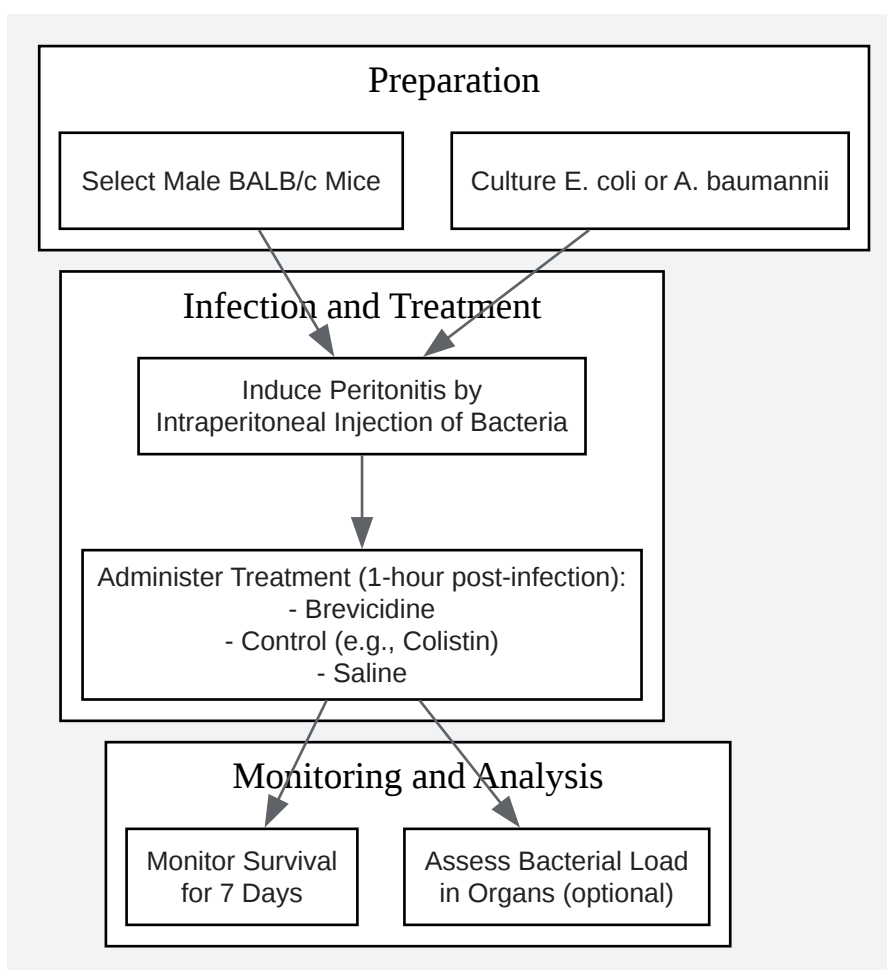 Preparation
Select Male BALB/c Mice
Culture E. coli or A. baumannii
Infection and Treatment
Induce Peritonitis by
Intraperitoneal Injection of Bacteria
Administer Treatment (1-hour post-infection):
- Brevicidine
- Control (e.g., Colistin)
- Saline
Monitoring and Analysis
Monitor Survival
for 7 Days
Assess Bacterial Load
in Organs (optional)